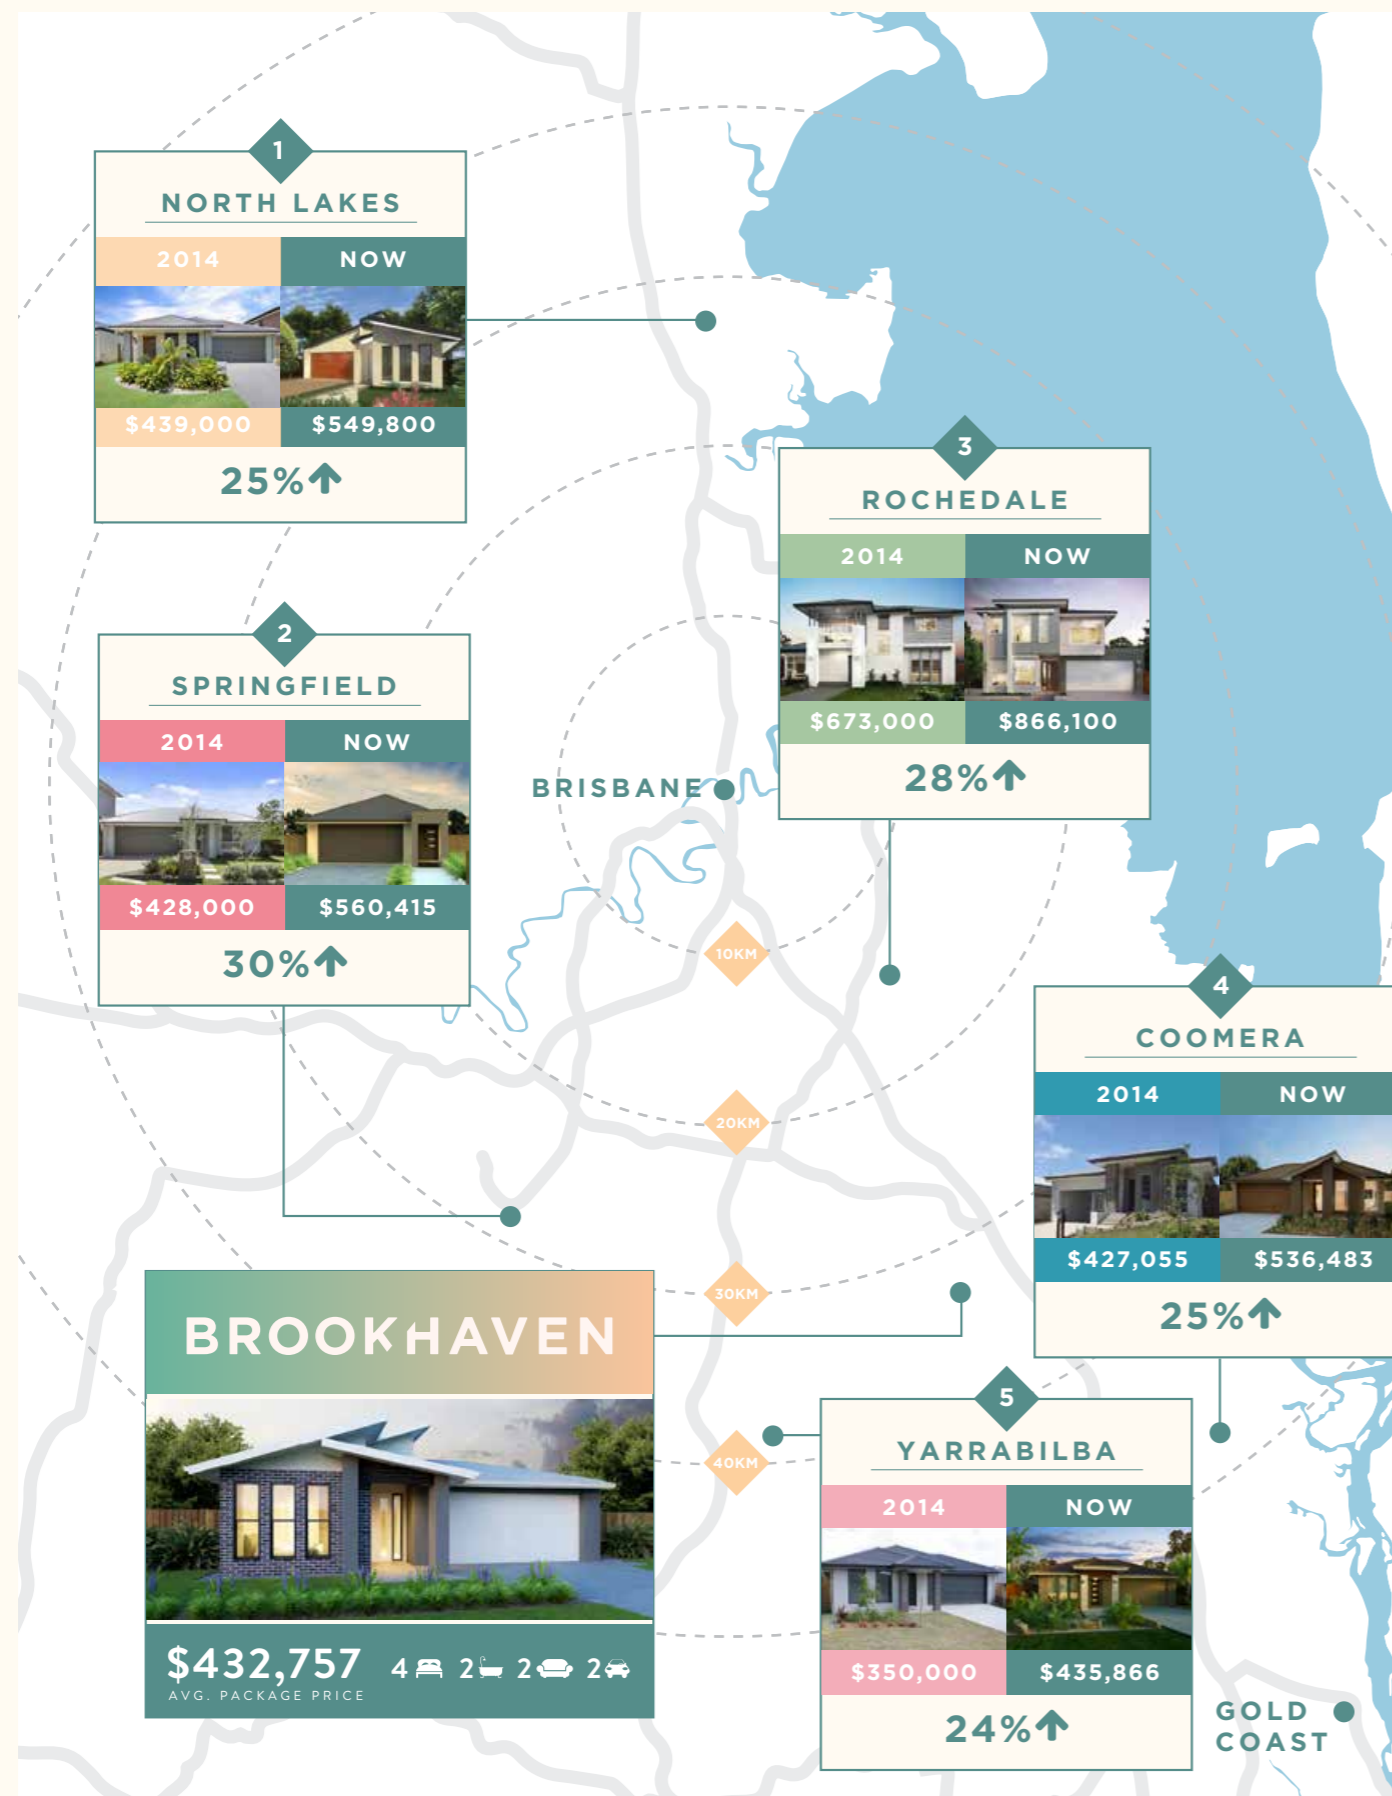 1
NORTH LAKES
2014 NOW
$439,000 $549,800
25%
2
SPRINGFIELD
2014 NOW
$428,000 $560,415
30%
3
ROCHEDALE
2014 NOW
$673,000 $866,100
28%
BRISBANE
10KM
20KM
30KM
40KM
4
COOMERA
2014 NOW
$427,055 $536,483
25%
BROOKHAVEN
$432,757
AVG. PACKAGE PRICE
4 2 2 2
5
YARRABILBA
2014 NOW
$350,000 $435,866
24%
GOLD
COAST